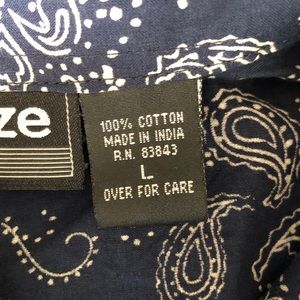 ze
100% COTTON
MADE IN INDIA
R.N. 83843
L
OVER FOR CARE